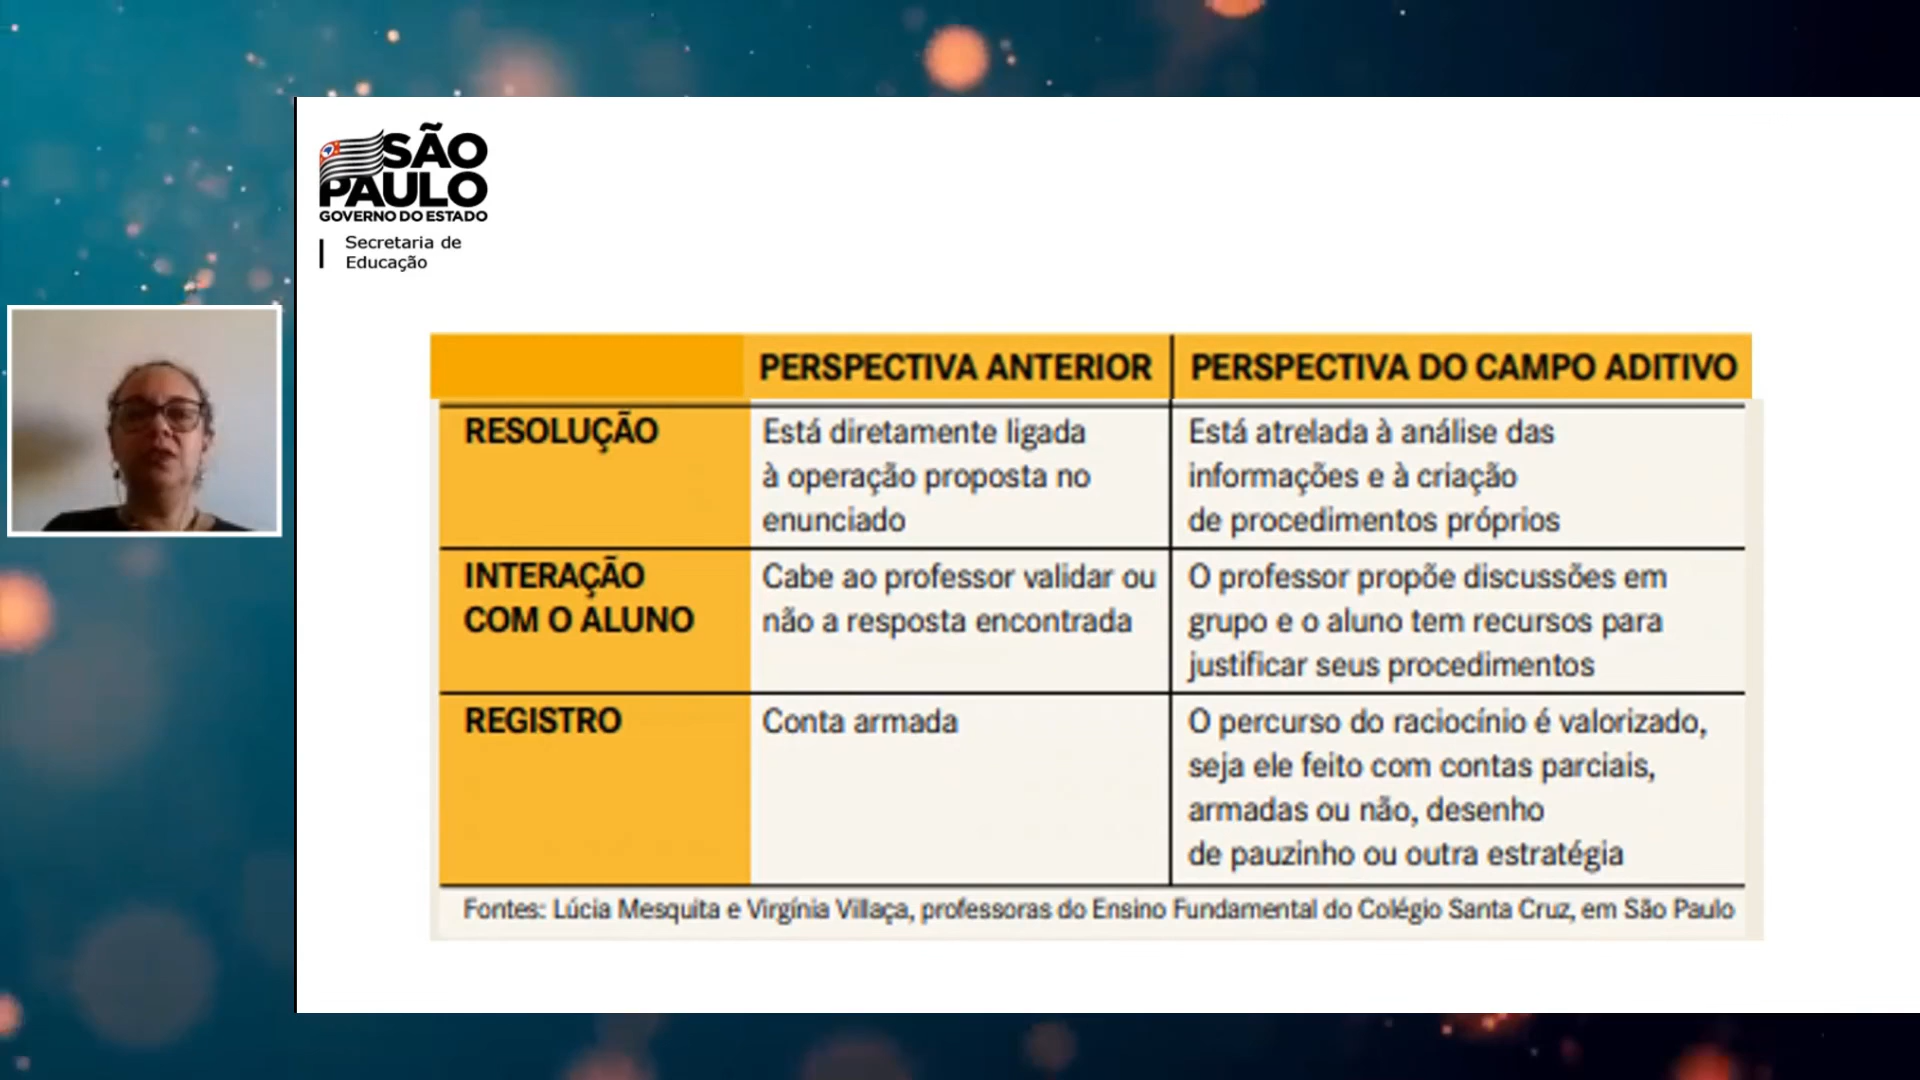 SÃO
PAULO
GOVERNO DO ESTADO
Secretaria de
Educação
PERSPECTIVA ANTERIOR
PERSPECTIVA DO CAMPO ADITIVO
RESOLUÇÃO
Está diretamente ligada
à operação proposta no
enunciado
Está atrelada à análise das
informações e à criação
de procedimentos próprios
INTERAÇÃO
COM O ALUNO
Cabe ao professor validar ou
não a resposta encontrada
O professor propõe discussões em
grupo e o aluno tem recursos para
justificar seus procedimentos
REGISTRO
Conta armada
O percurso do raciocínio é valorizado,
seja ele feito com contas parciais,
armadas ou não, desenho
de pauzinho ou outra estratégia
Fontes: Lúcia Mesquita e Virgínia Villaça, professoras do Ensino Fundamental do Colégio Santa Cruz, em São Paulo